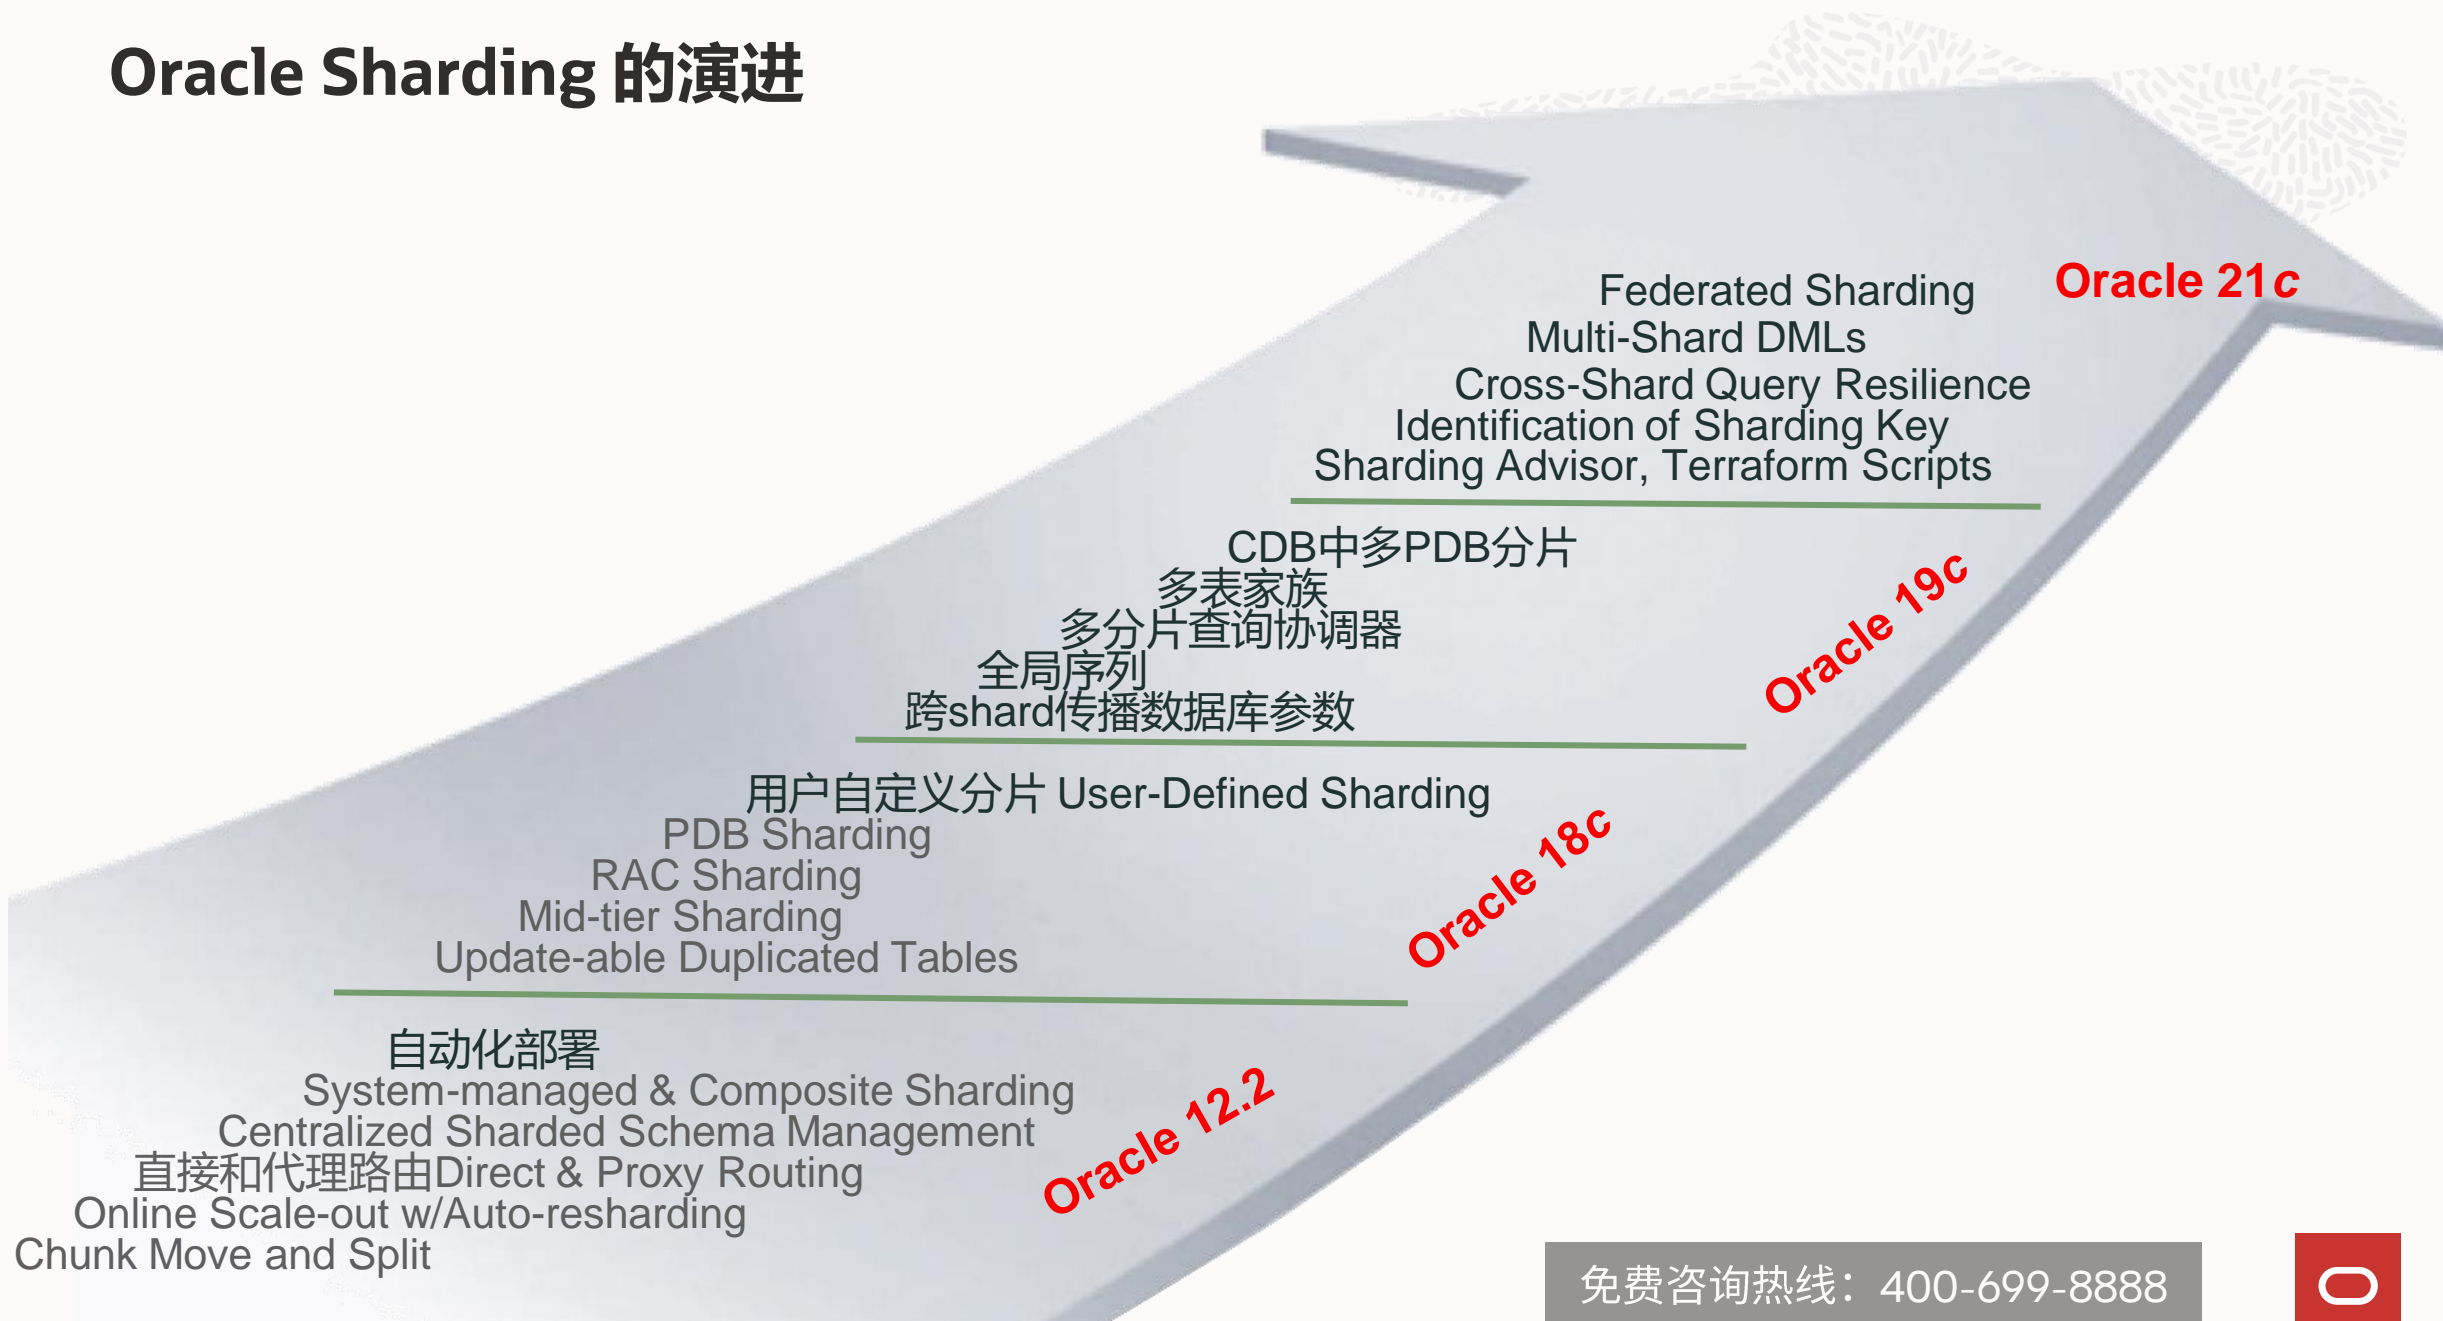 Oracle Sharding 的演进
Federated Sharding
Oracle 21c
Multi-Shard DMLs
Cross-Shard Query Resilience
Identification of Sharding Key
Sharding Advisor, Terraform Scripts
CDB中多PDB分片
多表家族
多分片查询协调器
全局序列
跨shard传播数据库参数
Oracle 19c
用户自定义分片 User-Defined Sharding
PDB Sharding
RAC Sharding
Mid-tier Sharding
Update-able Duplicated Tables
Oracle 18c
自动化部署
System-managed & Composite Sharding
Centralized Sharded Schema Management
直接和代理路由Direct & Proxy Routing
Online Scale-out w/Auto-resharding
Chunk Move and Split
Oracle 12.2
免费咨询热线：400-699-8888